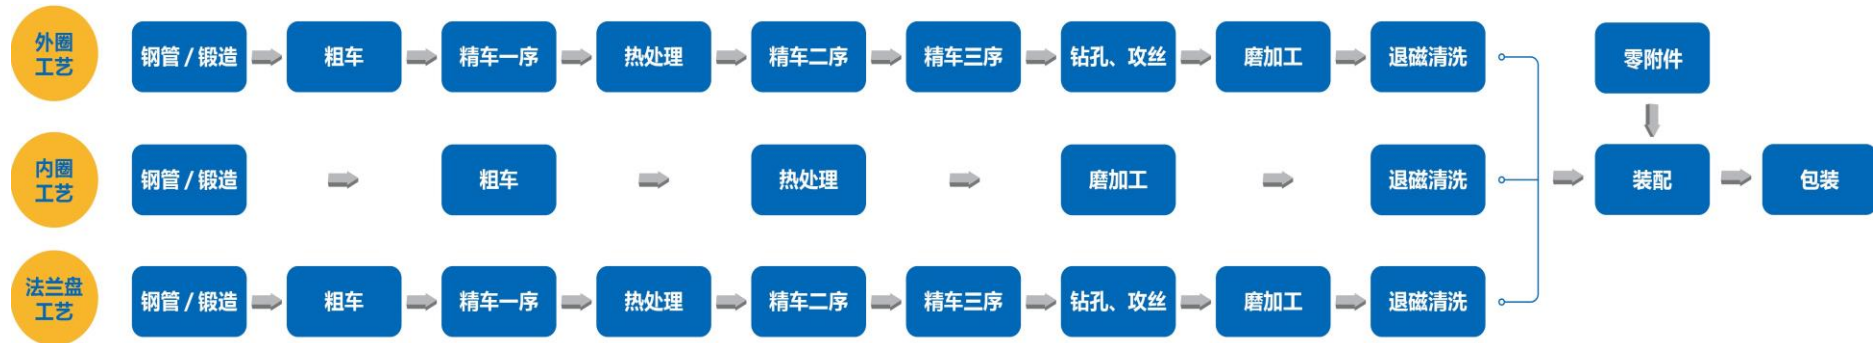 外圈
工艺
钢管 / 锻造
粗车
精车一序
热处理
精车二序
精车三序
钻孔、攻丝
磨加工
退磁清洗
零附件
内圈
工艺
钢管 / 锻造
粗车
热处理
磨加工
退磁清洗
装配
包装
法兰盘
工艺
钢管 / 锻造
粗车
精车一序
热处理
精车二序
精车三序
钻孔、攻丝
磨加工
退磁清洗